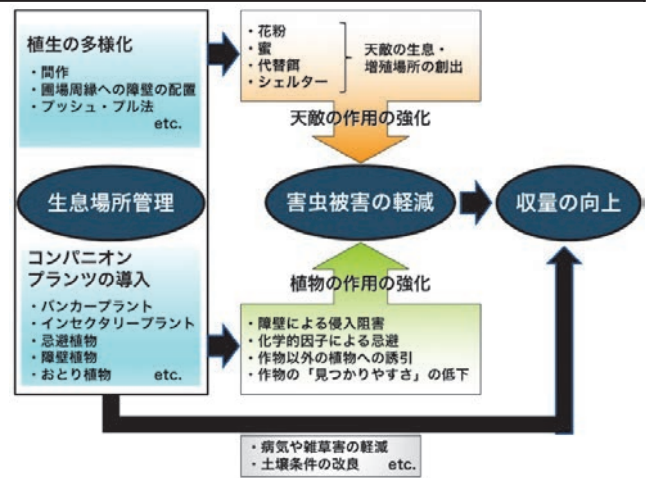 植生の多様化
・間作
・圃場周縁への障壁の配置
・プッシュ・プル法
etc.
生息場所管理
コンパニオン
プランツの導入
・バンカープラント
・インセクタリープラント
・忌避植物
・障壁植物
・おとり植物 etc.
・花粉
・蜜
・代替餌
・シェルター
天敵の生息・
増殖場所の創出
天敵の作用の強化
害虫被害の軽減
収量の向上
植物の作用の強化
・障壁による侵入阻害
・化学的因子による忌避
・作物以外の植物への誘引
・作物の「見つかりやすさ」の低下
・病気や雑草害の軽減
・土壌条件の改良 etc.